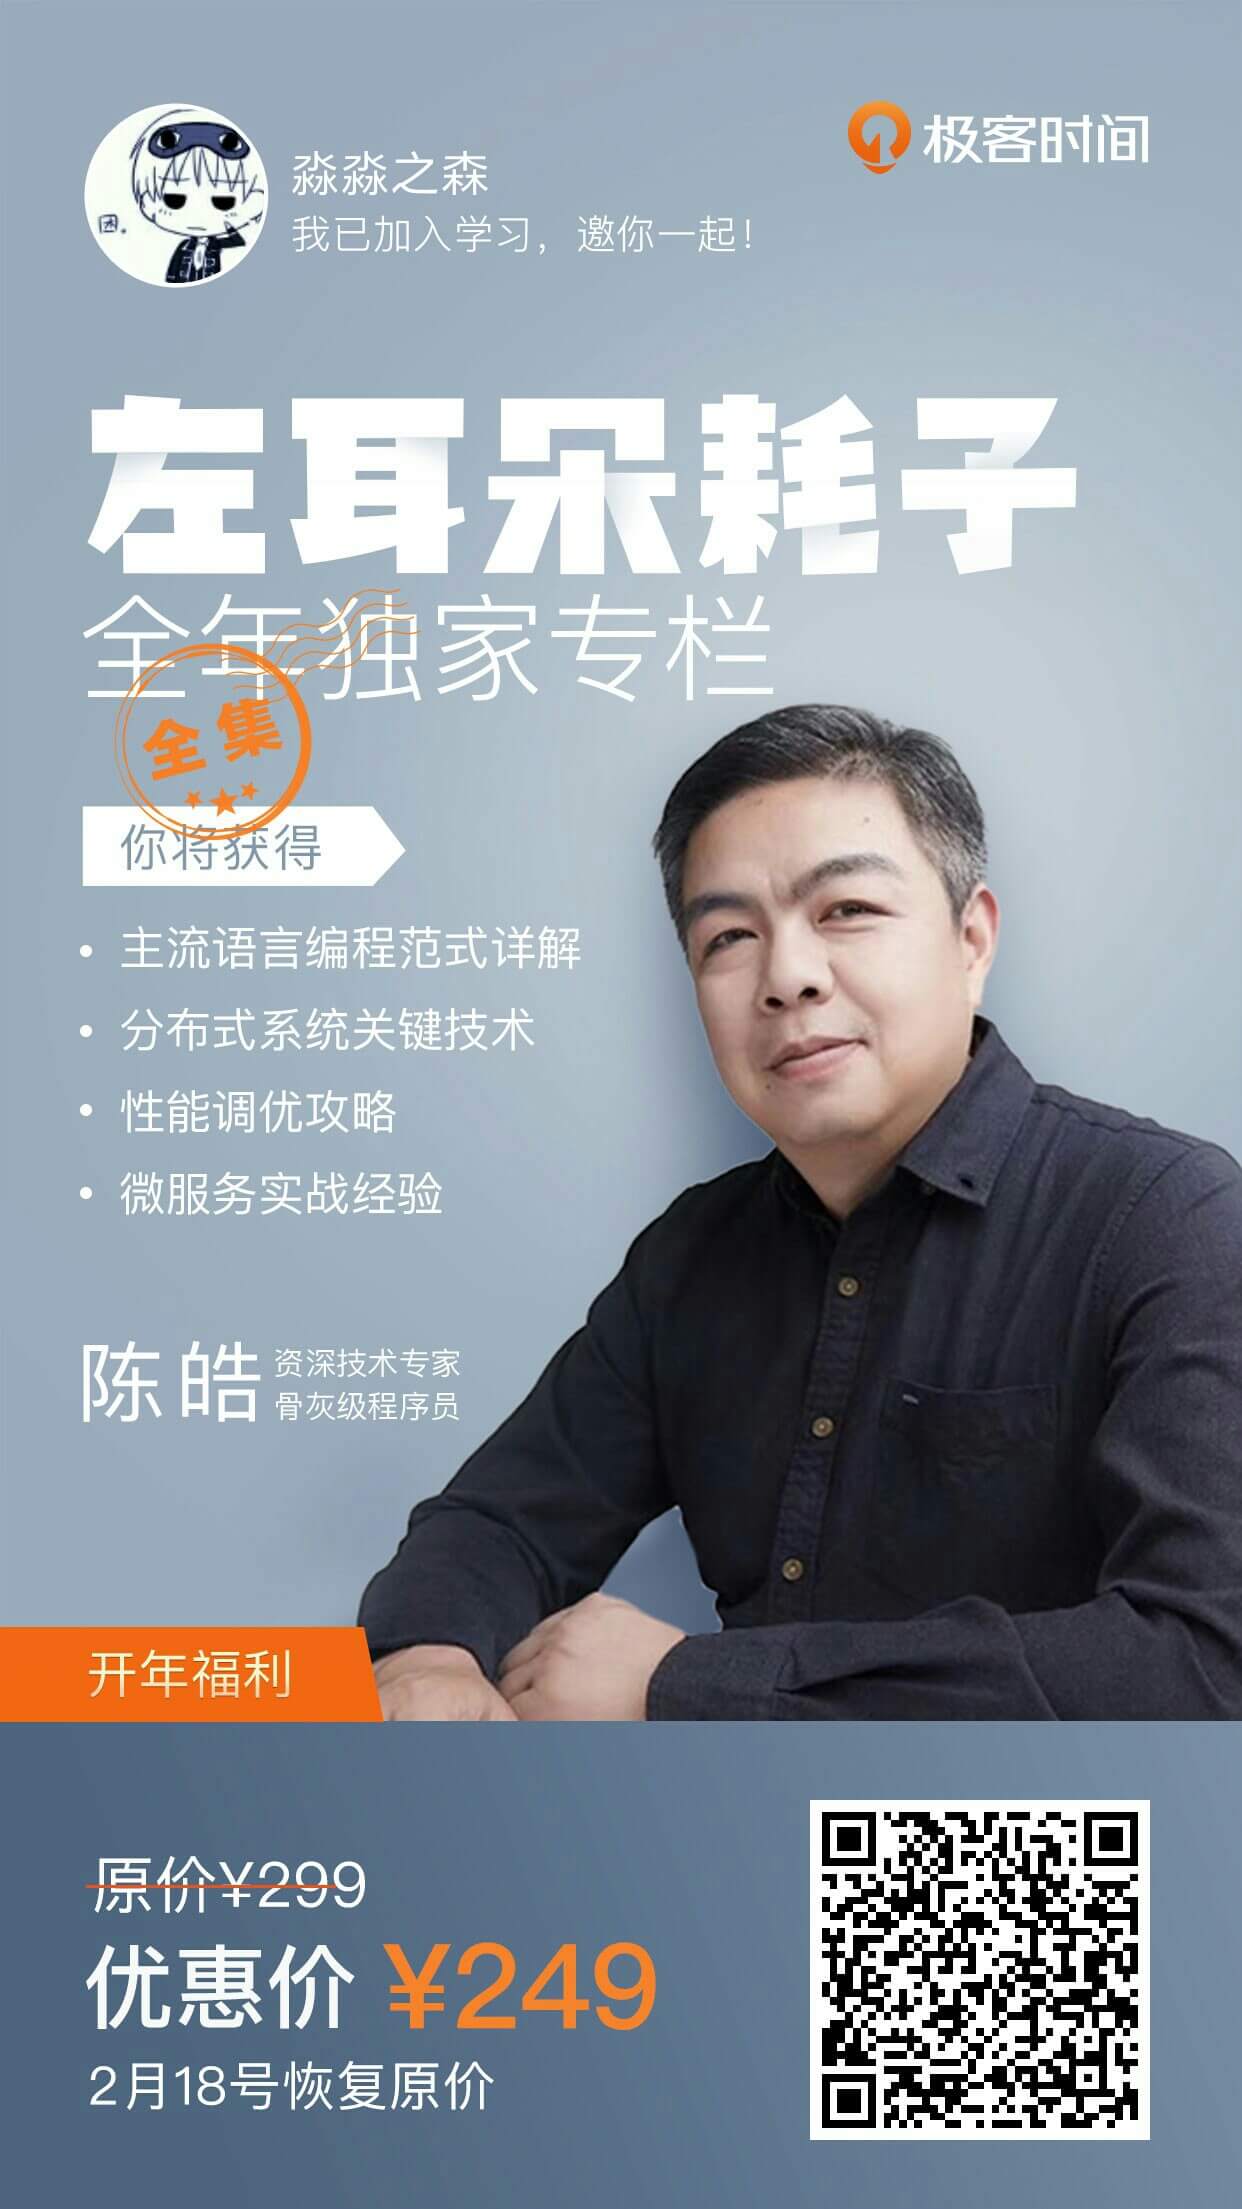 极客时间
淼淼之森
我已加入学习，邀你一起！
困。
左耳朵耗子
全年独家专栏
全集
你将获得
• 主流语言编程范式详解
• 分布式系统关键技术
• 性能调优攻略
• 微服务实战经验
陈皓
资深技术专家
骨灰级程序员
开年福利
原价¥299
优惠价 ¥249
2月18号恢复原价